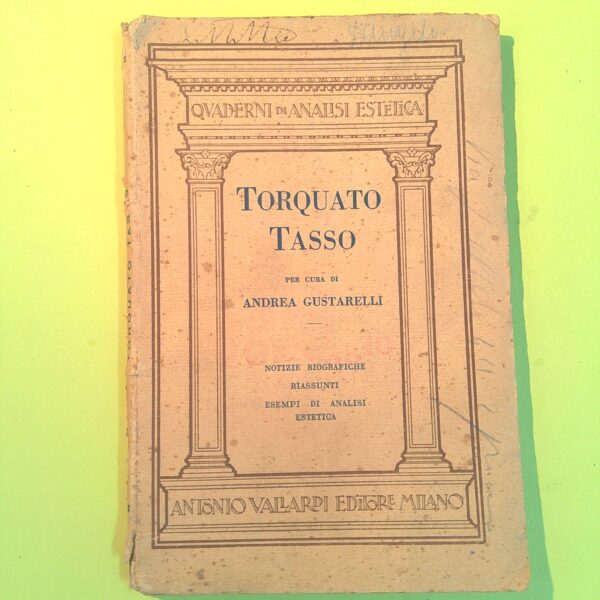 QVADERNI DI ANALISI ESTETICA
TORQUATO
TASSO
PER CURA DI
ANDREA GUSTARELLI
NOTIZIE BIOGRAFICHE
RIASSUNTI
ESEMPI DI ANALISI
ESTETICA
ANTONIO VALLARDI EDITORE MILANO
TORQUATO TASSO